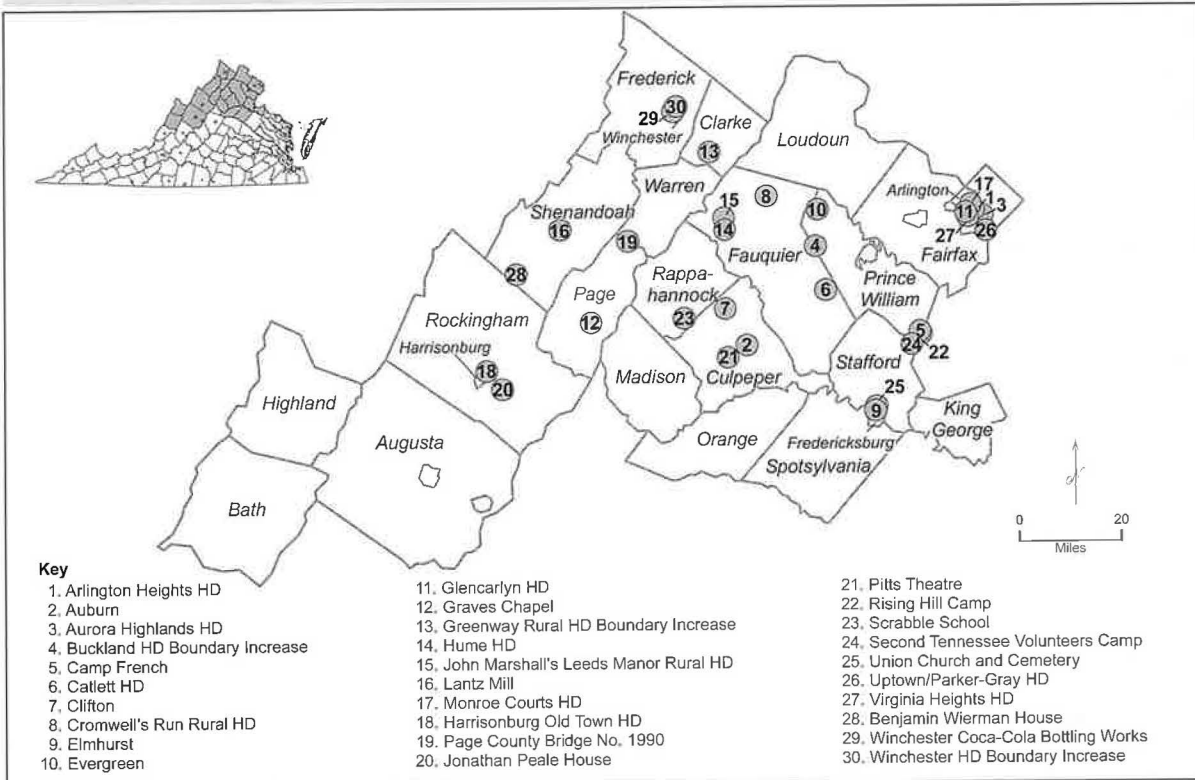 Frederick
30
29
Winchester
Clarke
13
Loudoun
Warren
Shenandoah
16
15
14
8
10
Arlington
17
1
3
11
27
26
Fairfax
19
Fauquier
4
28
Page
12
Rappa-
hannock
23
7
6
Prince
William
Rockingham
Harrisonburg
18
20
2
21
Culpeper
5
24
22
Stafford
Madison
25
9
Highland
King
George
Augusta
Orange
Fredericksburg
Spotsylvania
Bath
0 20
Miles
Key
1. Arlington Heights HD
2. Auburn
3. Aurora Highlands HD
4. Buckland HD Boundary Increase
5. Camp French
6. Catlett HD
7. Clifton
8. Cromwell's Run Rural HD
9. Elmhurst
10. Evergreen
11. Glencarlyn HD
12. Graves Chapel
13. Greenway Rural HD Boundary Increase
14. Hume HD
15. John Marshall's Leeds Manor Rural HD
16. Lantz Mill
17. Monroe Courts HD
18. Harrisonburg Old Town HD
19. Page County Bridge No. 1990
20. Jonathan Peale House
21. Pitts Theatre
22. Rising Hill Camp
23. Scrabble School
24. Second Tennessee Volunteers Camp
25. Union Church and Cemetery
26. Uptown/Parker-Gray HD
27. Virginia Heights HD
28. Benjamin Wierman House
29. Winchester Coca-Cola Bottling Works
30. Winchester HD Boundary Increase